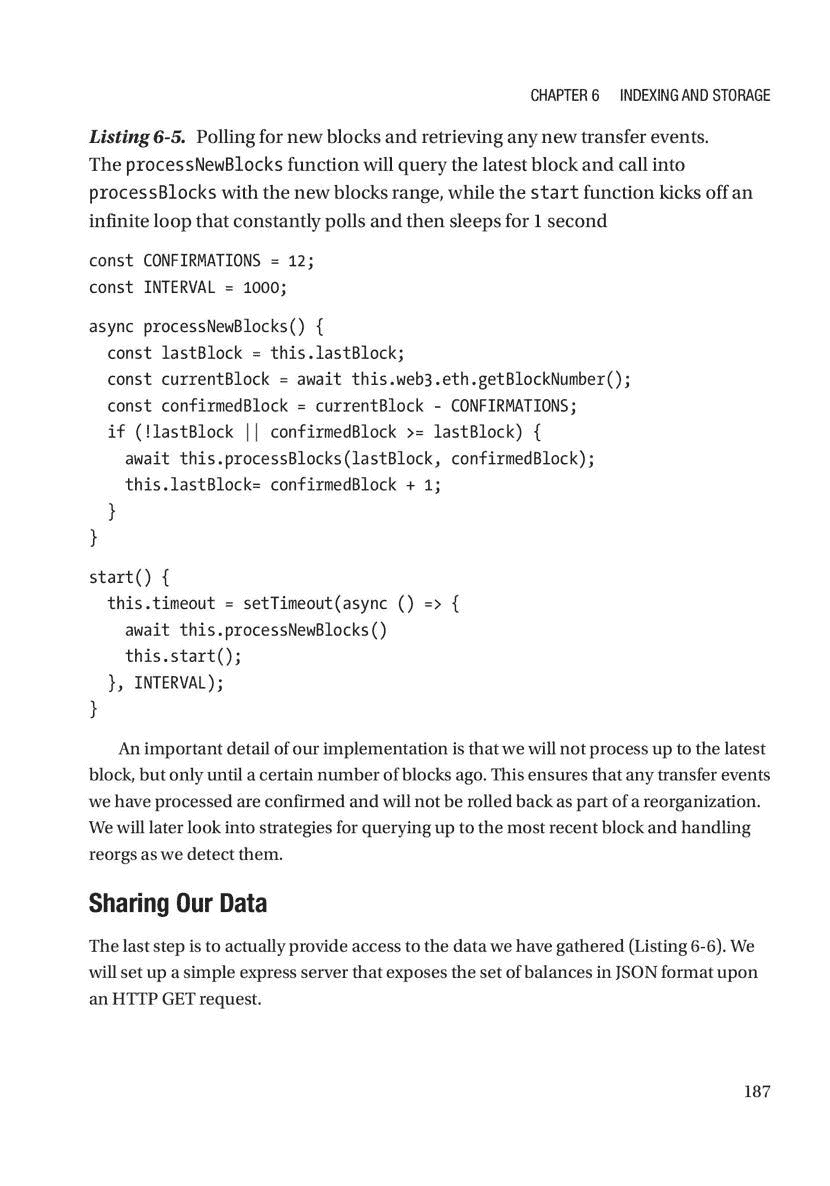 CHAPTER 6 INDEXING AND STORAGE
Listing 6-5. Polling for new blocks and retrieving any new transfer events.
The processNewBlocks function will query the latest block and call into
processBlocks with the new blocks range, while the start function kicks off an
infinite loop that constantly polls and then sleeps for 1 second
const CONFIRMATIONS = 12;
const INTERVAL = 1000;
async processNewBlocks() {
  const lastBlock = this.lastBlock;
  const currentBlock = await this.web3.eth.getBlockNumber();
  const confirmedBlock = currentBlock - CONFIRMATIONS;
  if (!lastBlock || confirmedBlock >= lastBlock) {
    await this.processBlocks(lastBlock, confirmedBlock);
    this.lastBlock= confirmedBlock + 1;
  }
}
start() {
  this.timeout = setTimeout(async () => {
    await this.processNewBlocks()
    this.start();
  }, INTERVAL);
}
An important detail of our implementation is that we will not process up to the latest
block, but only until a certain number of blocks ago. This ensures that any transfer events
we have processed are confirmed and will not be rolled back as part of a reorganization.
We will later look into strategies for querying up to the most recent block and handling
reorgs as we detect them.
Sharing Our Data
The last step is to actually provide access to the data we have gathered (Listing 6-6). We
will set up a simple express server that exposes the set of balances in JSON format upon
an HTTP GET request.
187